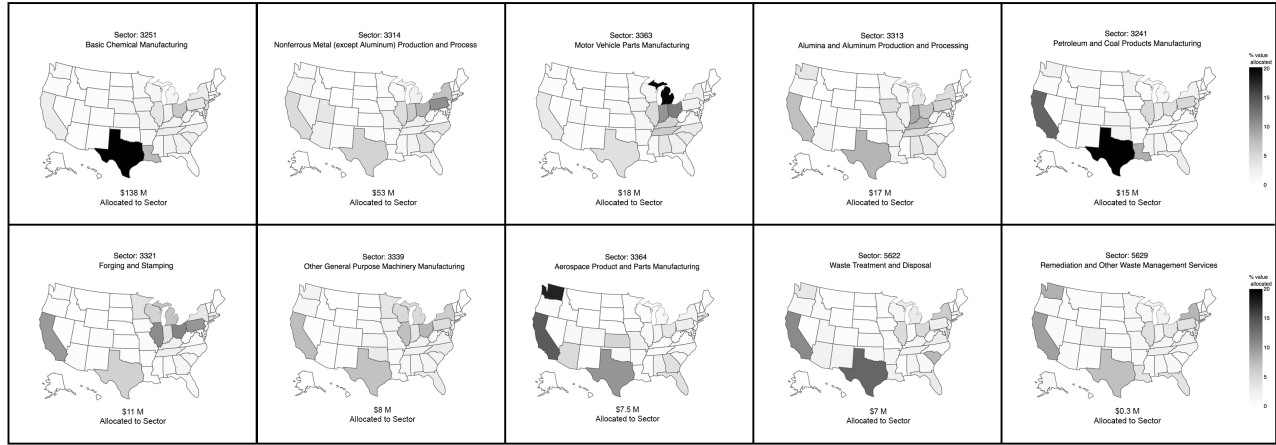 Sector: 3251
Basic Chemical Manufacturing
$138 M
Allocated to Sector
Sector: 3314
Nonferrous Metal (except Aluminum) Production and Process
$53 M
Allocated to Sector
Sector: 3363
Motor Vehicle Parts Manufacturing
$18 M
Allocated to Sector
Sector: 3313
Alumina and Aluminum Production and Processing
$17 M
Allocated to Sector
Sector: 3241
Petroleum and Coal Products Manufacturing
$15 M
Allocated to Sector
% value
allocated
20
15
10
5
0
Sector: 3321
Forging and Stamping
$11 M
Allocated to Sector
Sector: 3339
Other General Purpose Machinery Manufacturing
$8 M
Allocated to Sector
Sector: 3364
Aerospace Product and Parts Manufacturing
$7.5 M
Allocated to Sector
Sector: 5622
Waste Treatment and Disposal
$7 M
Allocated to Sector
Sector: 5629
Remediation and Other Waste Management Services
$0.3 M
Allocated to Sector
% value
allocated
20
15
10
5
0